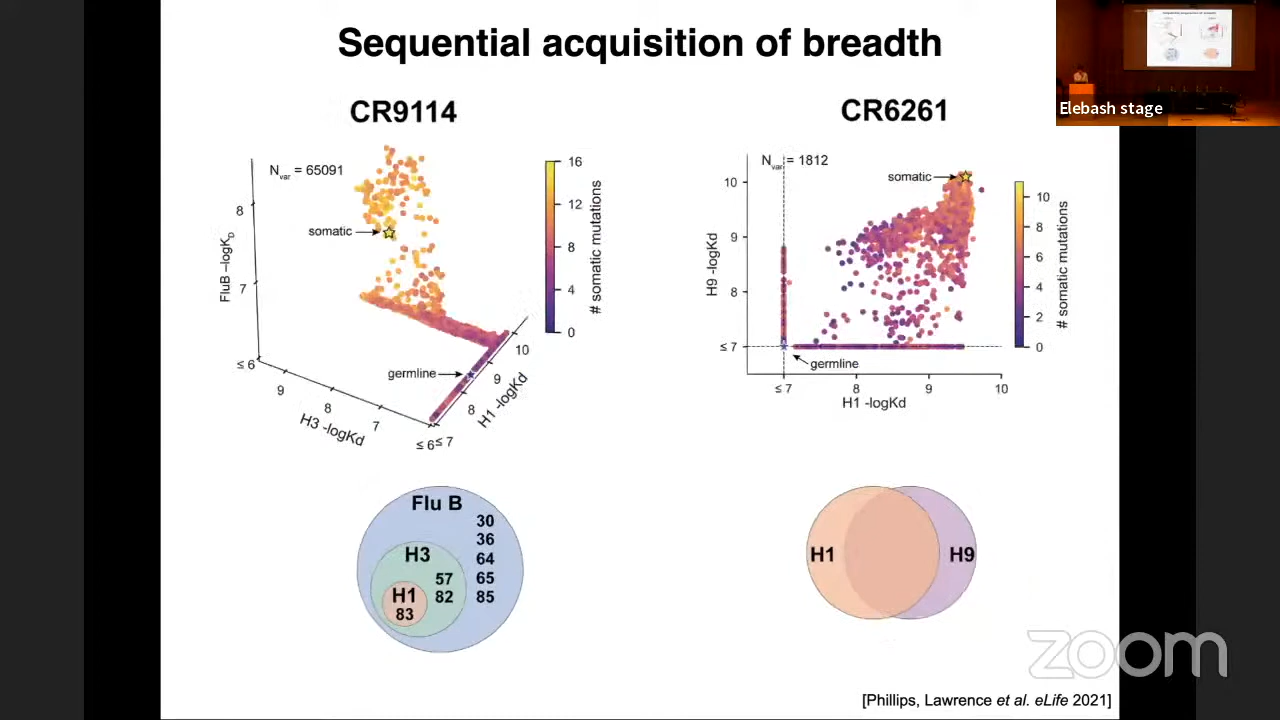 Sequential acquisition of breadth
Elebash stage
CR9114
Nvar = 65091
8
7
≤ 6
FluB −logKD
somatic
germline
9
8
7
≤ 6
H3 -logKd
≤ 7
8
9
10
H1 -logKd
16
12
8
4
0
# somatic mutations
CR6261
Nvar = 1812
somatic
10
9
8
≤ 7
H9 -logKd
germline
≤ 7
8
9
10
H1 -logKd
10
8
6
4
2
0
# somatic mutations
Flu B
30
36
64
65
85
H3
57
82
H1
83
H1
H9
zoom
[Phillips, Lawrence et al. eLife 2021]